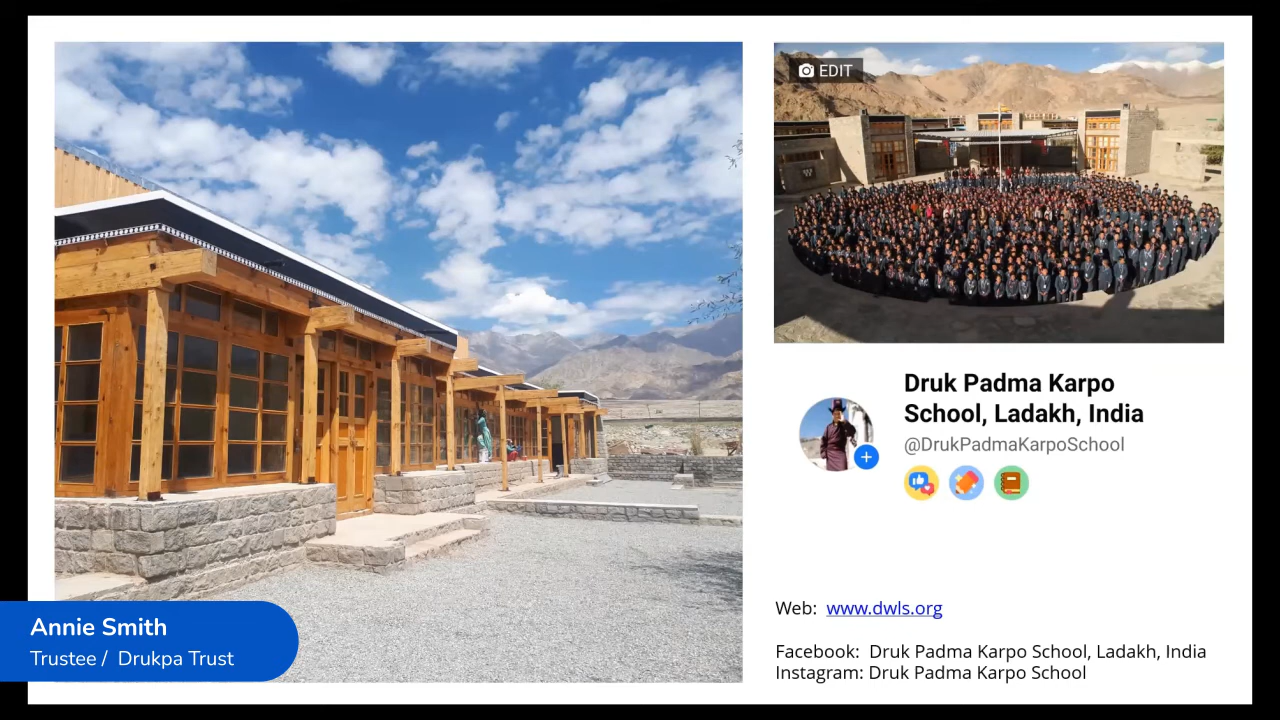 EDIT
Druk Padma Karpo
School, Ladakh, India
@DrukPadmaKarpoSchool
Web: www.dwls.org
Facebook: Druk Padma Karpo School, Ladakh, India
Instagram: Druk Padma Karpo School
Annie Smith
Trustee / Drukpa Trust